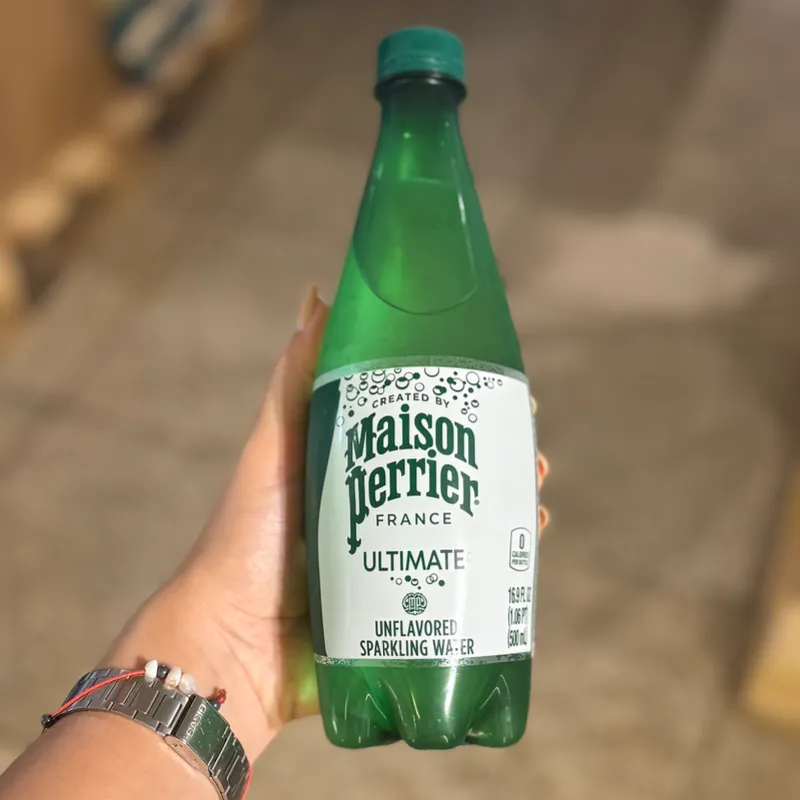 CREATED BY
Maison
Perrier
FRANCE
ULTIMATE
UNFLAVORED
SPARKLING WATER
0
CALORIES
PER BOTTLE
16.9 FL OZ
(1.06 PT)
(500 mL)